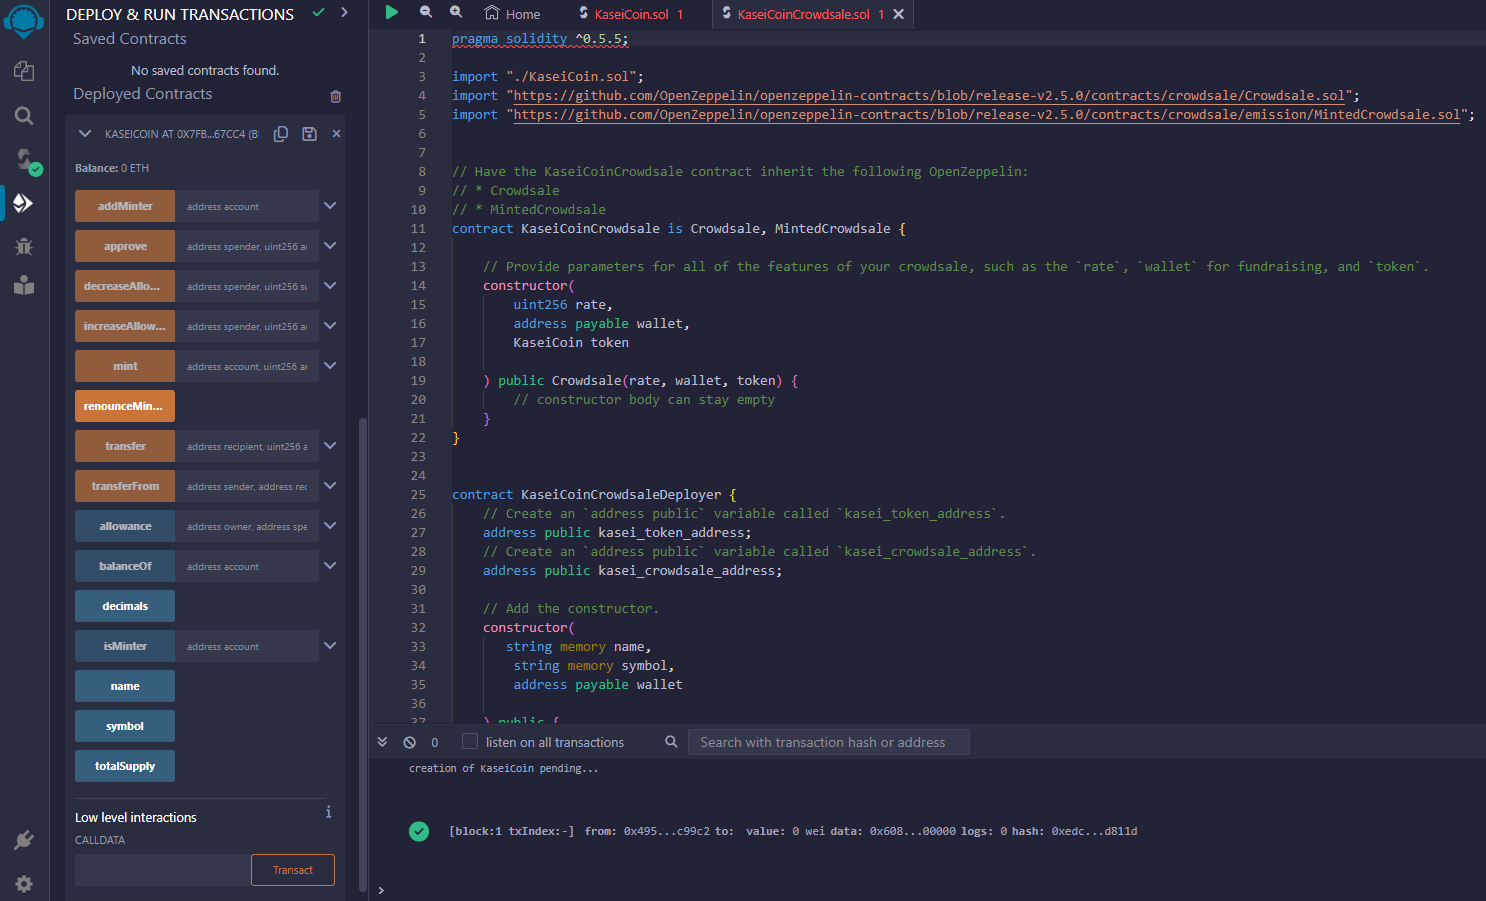 DEPLOY & RUN TRANSACTIONS
Saved Contracts
No saved contracts found.
Deployed Contracts
KASEICOIN AT 0X7FB...67CC4 (B
Balance: 0 ETH
addMinter address account
approve address spender, uint256 a
decreaseAllo... address spender, uint256 su
increaseAllow... address spender, uint256 a
mint address account, uint256 a
renounceMin...
transfer address recipient, uint256 a
transferFrom address sender, address rec
allowance address owner, address spe
balanceOf address account
decimals
isMinter address account
name
symbol
totalSupply
Low level interactions
i
CALLDATA
Transact
Home KaseiCoin.sol 1 KaseiCoinCrowdsale.sol 1
1 pragma solidity ^0.5.5;
2
3 import "./KaseiCoin.sol";
4 import "https://github.com/OpenZeppelin/openzeppelin-contracts/blob/release-v2.5.0/contracts/crowdsale/Crowdsale.sol";
5 import "https://github.com/OpenZeppelin/openzeppelin-contracts/blob/release-v2.5.0/contracts/crowdsale/emission/MintedCrowdsale.sol";
6
7
8 // Have the KaseiCoinCrowdsale contract inherit the following OpenZeppelin:
9 // * Crowdsale
10 // * MintedCrowdsale
11 contract KaseiCoinCrowdsale is Crowdsale, MintedCrowdsale {
12
13 // Provide parameters for all of the features of your crowdsale, such as the `rate`, `wallet` for fundraising, and `token`.
14 constructor(
15 uint256 rate,
16 address payable wallet,
17 KaseiCoin token
18
19 ) public Crowdsale(rate, wallet, token) {
20 // constructor body can stay empty
21 }
22 }
23
24
25 contract KaseiCoinCrowdsaleDeployer {
26 // Create an `address public` variable called `kasei_token_address`.
27 address public kasei_token_address;
28 // Create an `address public` variable called `kasei_crowdsale_address`.
29 address public kasei_crowdsale_address;
30
31 // Add the constructor.
32 constructor(
33 string memory name,
34 string memory symbol,
35 address payable wallet
36
37 ) public {
0 listen on all transactions Search with transaction hash or address
creation of KaseiCoin pending...
[block:1 txIndex:-] from: 0x495...c99c2 to: value: 0 wei data: 0x608...00000 logs: 0 hash: 0xedc...d811d
>